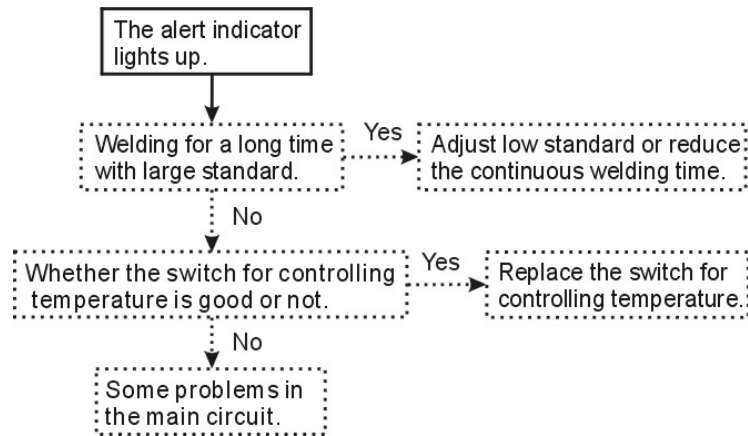 The alert indicator
lights up.
Welding for a long time
with large standard.
Yes
Adjust low standard or reduce
the continuous welding time.
No
Whether the switch for controlling
temperature is good or not.
Yes
Replace the switch for
controlling temperature.
No
Some problems in
the main circuit.